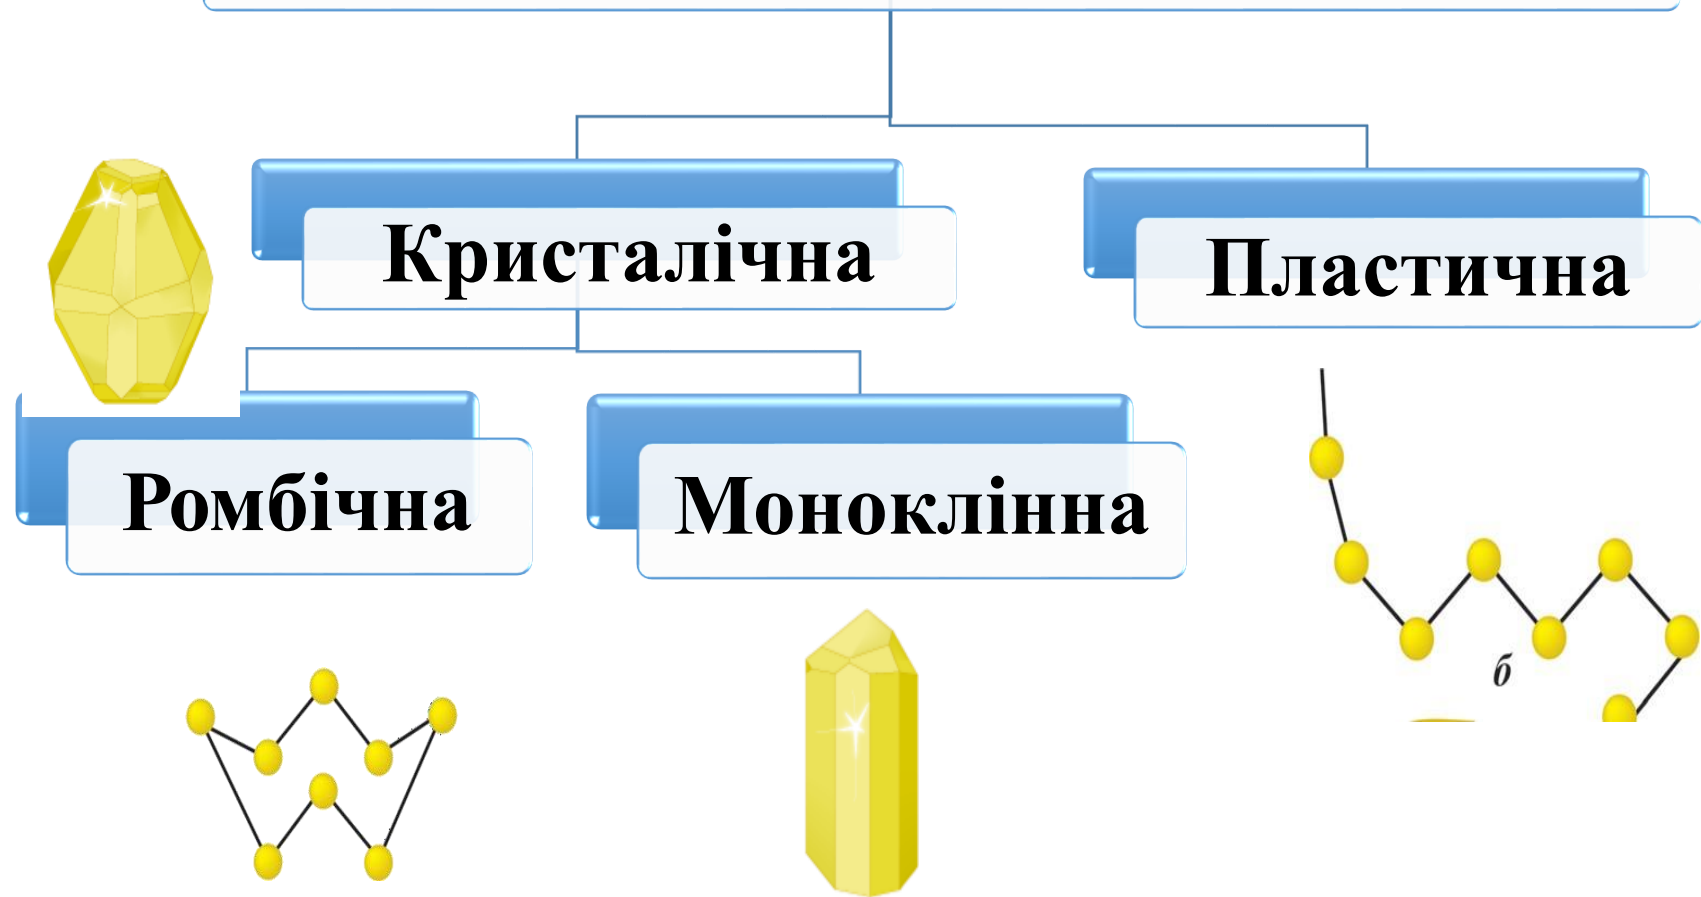 Кристалічна
Пластична
Ромбічна
Моноклінна
б